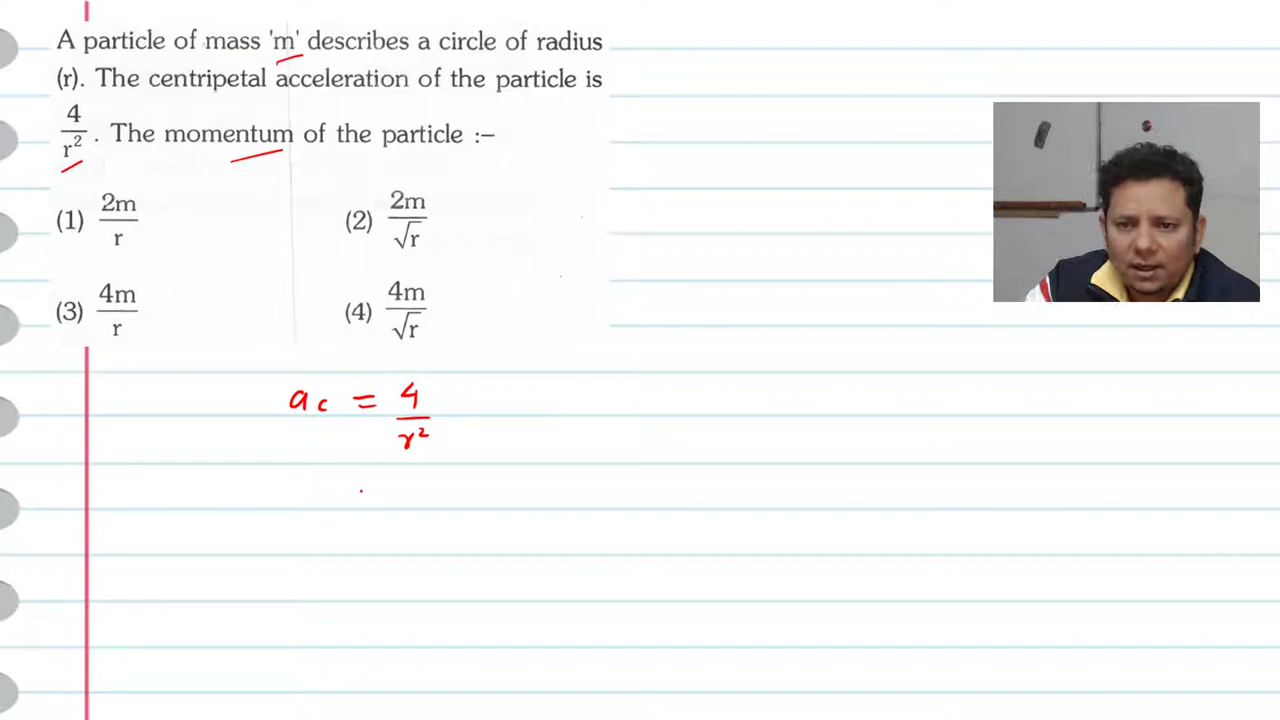 A particle of mass 'm' describes a circle of radius
(r). The centripetal acceleration of the particle is
4/r². The momentum of the particle :–
(1) 2m/r (2) 2m/√r
(3) 4m/r (4) 4m/√r
a_c = 4/r²